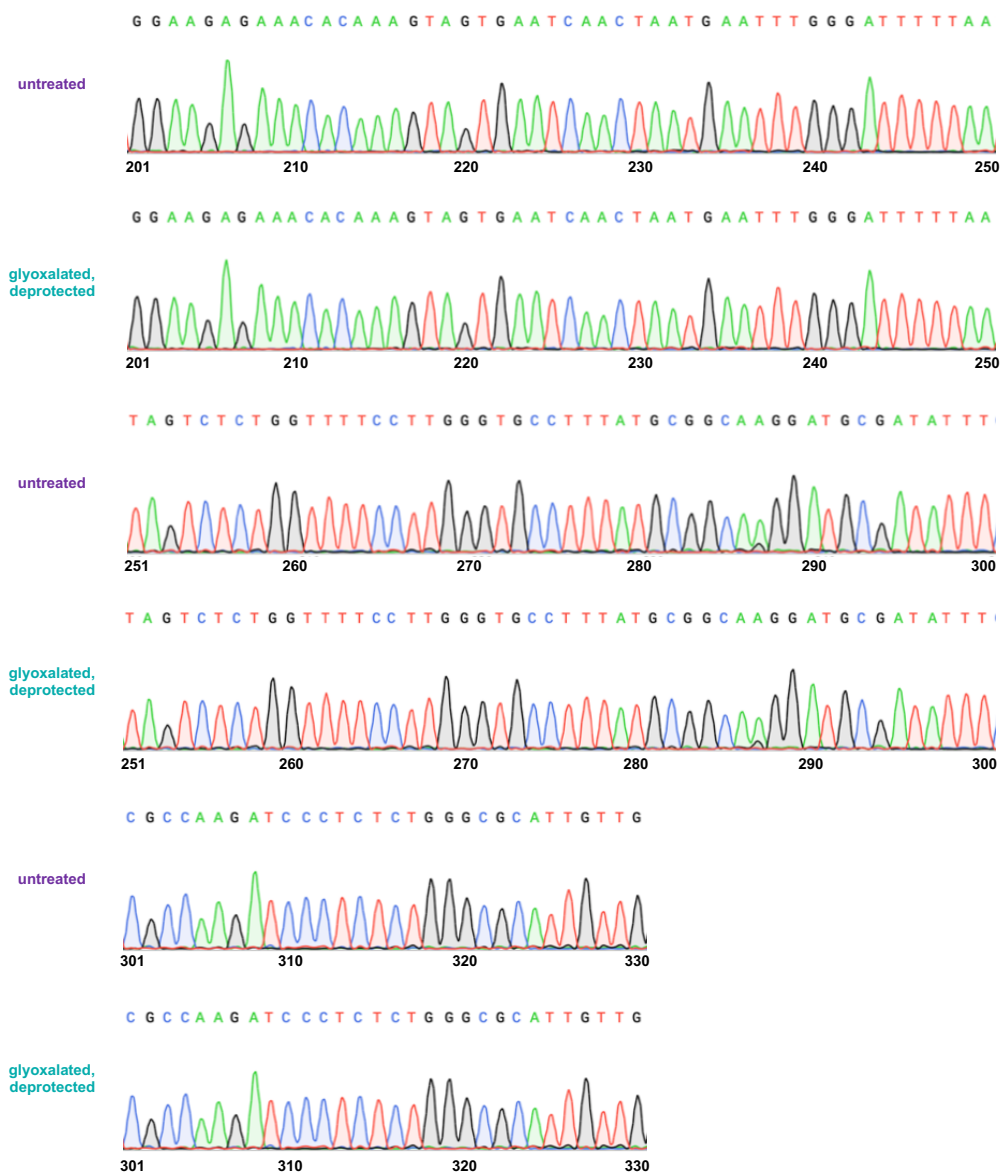 G G A A G A G A A A C A C A A A G T A G T G A A T C A A C T A A T G A A T T T G G G A T T T T T A A
untreated
201 210 220 230 240 250
G G A A G A G A A A C A C A A A G T A G T G A A T C A A C T A A T G A A T T T G G G A T T T T T A A
glyoxalated,
deprotected
201 210 220 230 240 250
T A G T C T C T G G T T T T C C T T G G G T G C C T T T A T G C G G C A A G G A T G C G A T A T T T
untreated
251 260 270 280 290 300
T A G T C T C T G G T T T T C C T T G G G T G C C T T T A T G C G G C A A G G A T G C G A T A T T T
glyoxalated,
deprotected
251 260 270 280 290 300
C G C C A A G A T C C C T C T C T G G G C G C A T T G T T G
untreated
301 310 320 330
C G C C A A G A T C C C T C T C T G G G C G C A T T G T T G
glyoxalated,
deprotected
301 310 320 330